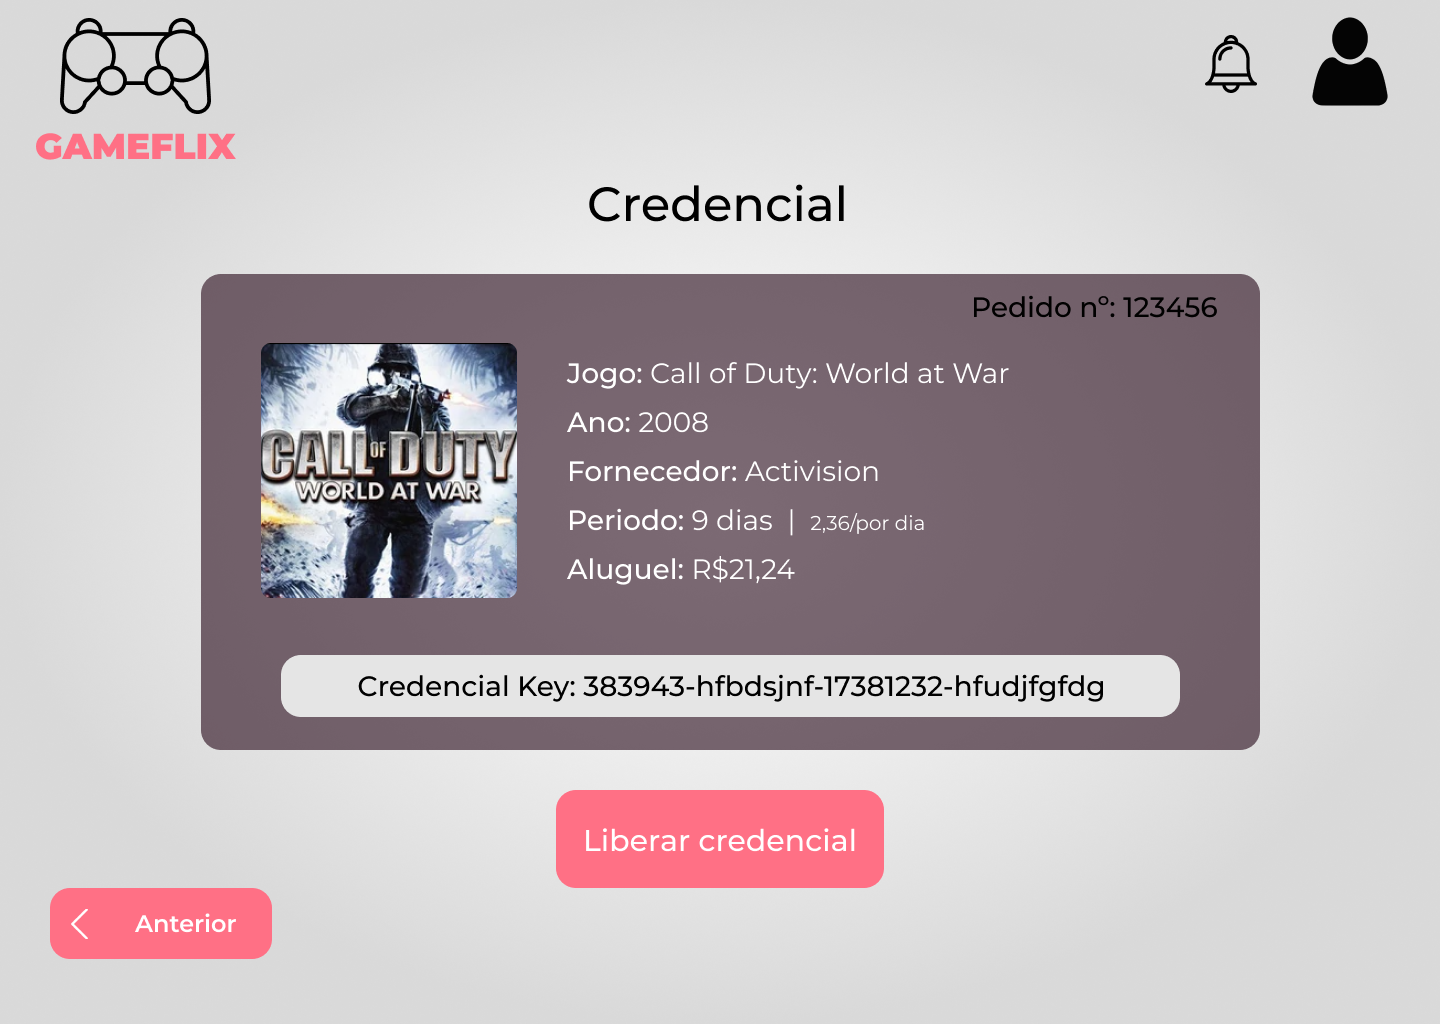 GAMEFLIX
Credencial
Pedido nº: 123456
CALL OF DUTY
WORLD AT WAR
Jogo: Call of Duty: World at War
Ano: 2008
Fornecedor: Activision
Periodo: 9 dias | 2,36/por dia
Aluguel: R$21,24
Credencial Key: 383943-hfbdsjnf-17381232-hfudjfgfdg
Liberar credencial
Anterior